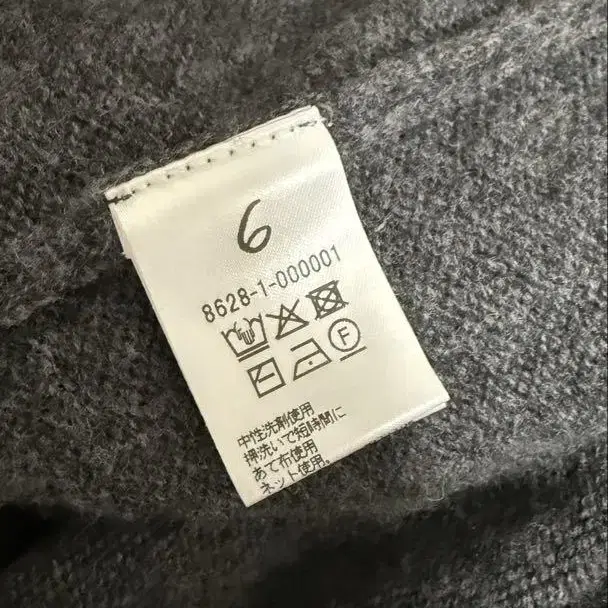 6
8628-1-000001
F
中性洗剤使用
押洗いで短時間に
あて布使用
ネット使用。